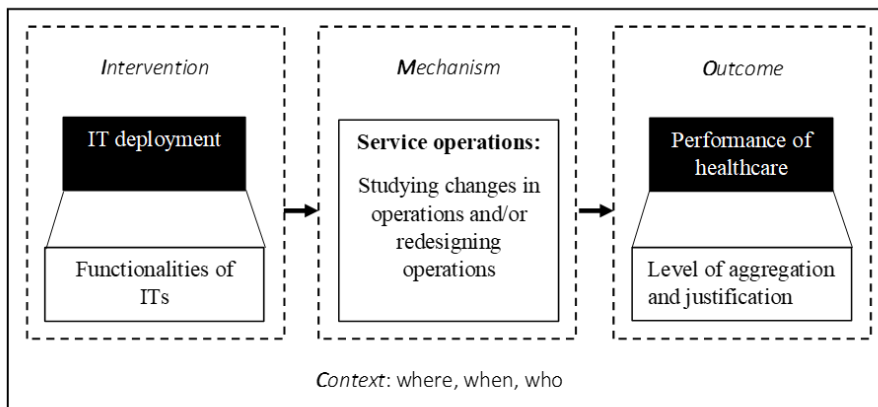 Intervention
IT deployment
Functionalities of
ITs
Mechanism
Service operations:
Studying changes in
operations and/or
redesigning
operations
Outcome
Performance of
healthcare
Level of aggregation
and justification
Context: where, when, who